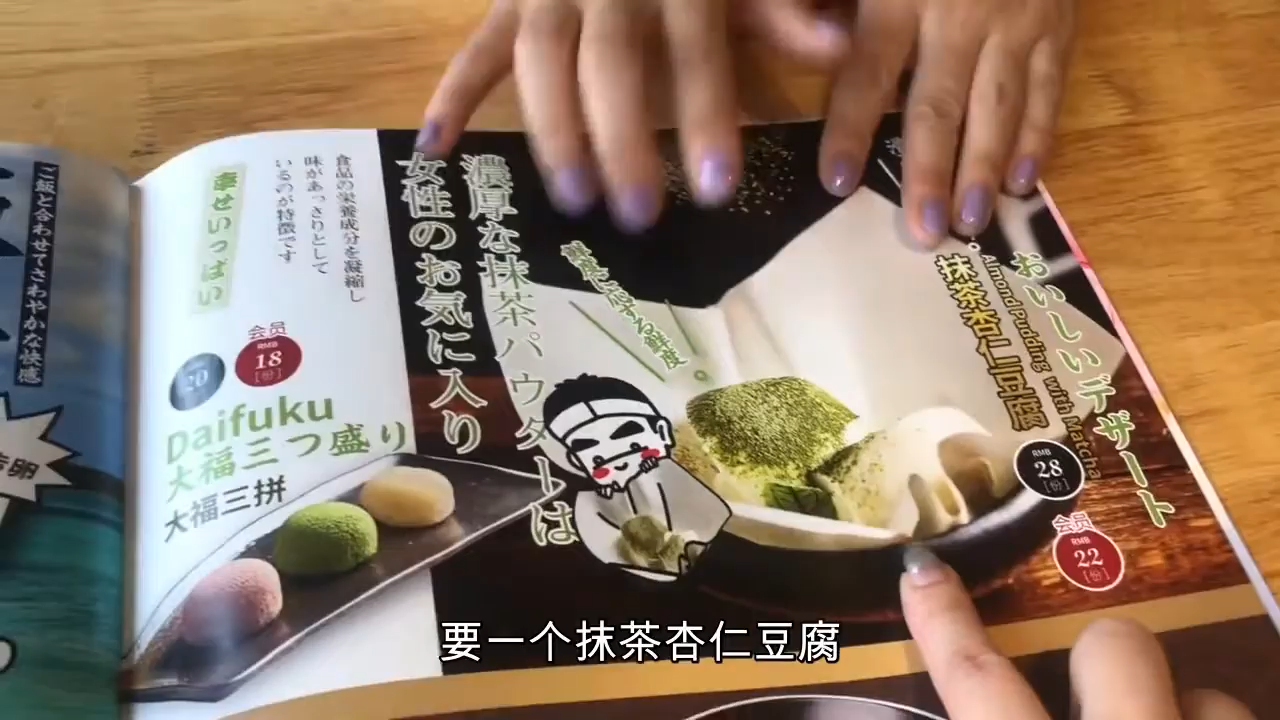 ご飯と合わせてさわやかな快感
卵
幸せいっぱい
食品の栄養成分を凝縮し
味があっさりとして
いるのが特徴です
会员
RMB
18
[份]
20
Daifuku
大福三つ盛り
大福三拼
濃厚な抹茶パウダーは
女性のお気に入り
鮮度。
おいしいデザート
Almond Pudding with Matcha
抹茶杏仁豆腐
RMB
28
[份]
会员
RMB
22
[份]
要一个抹茶杏仁豆腐